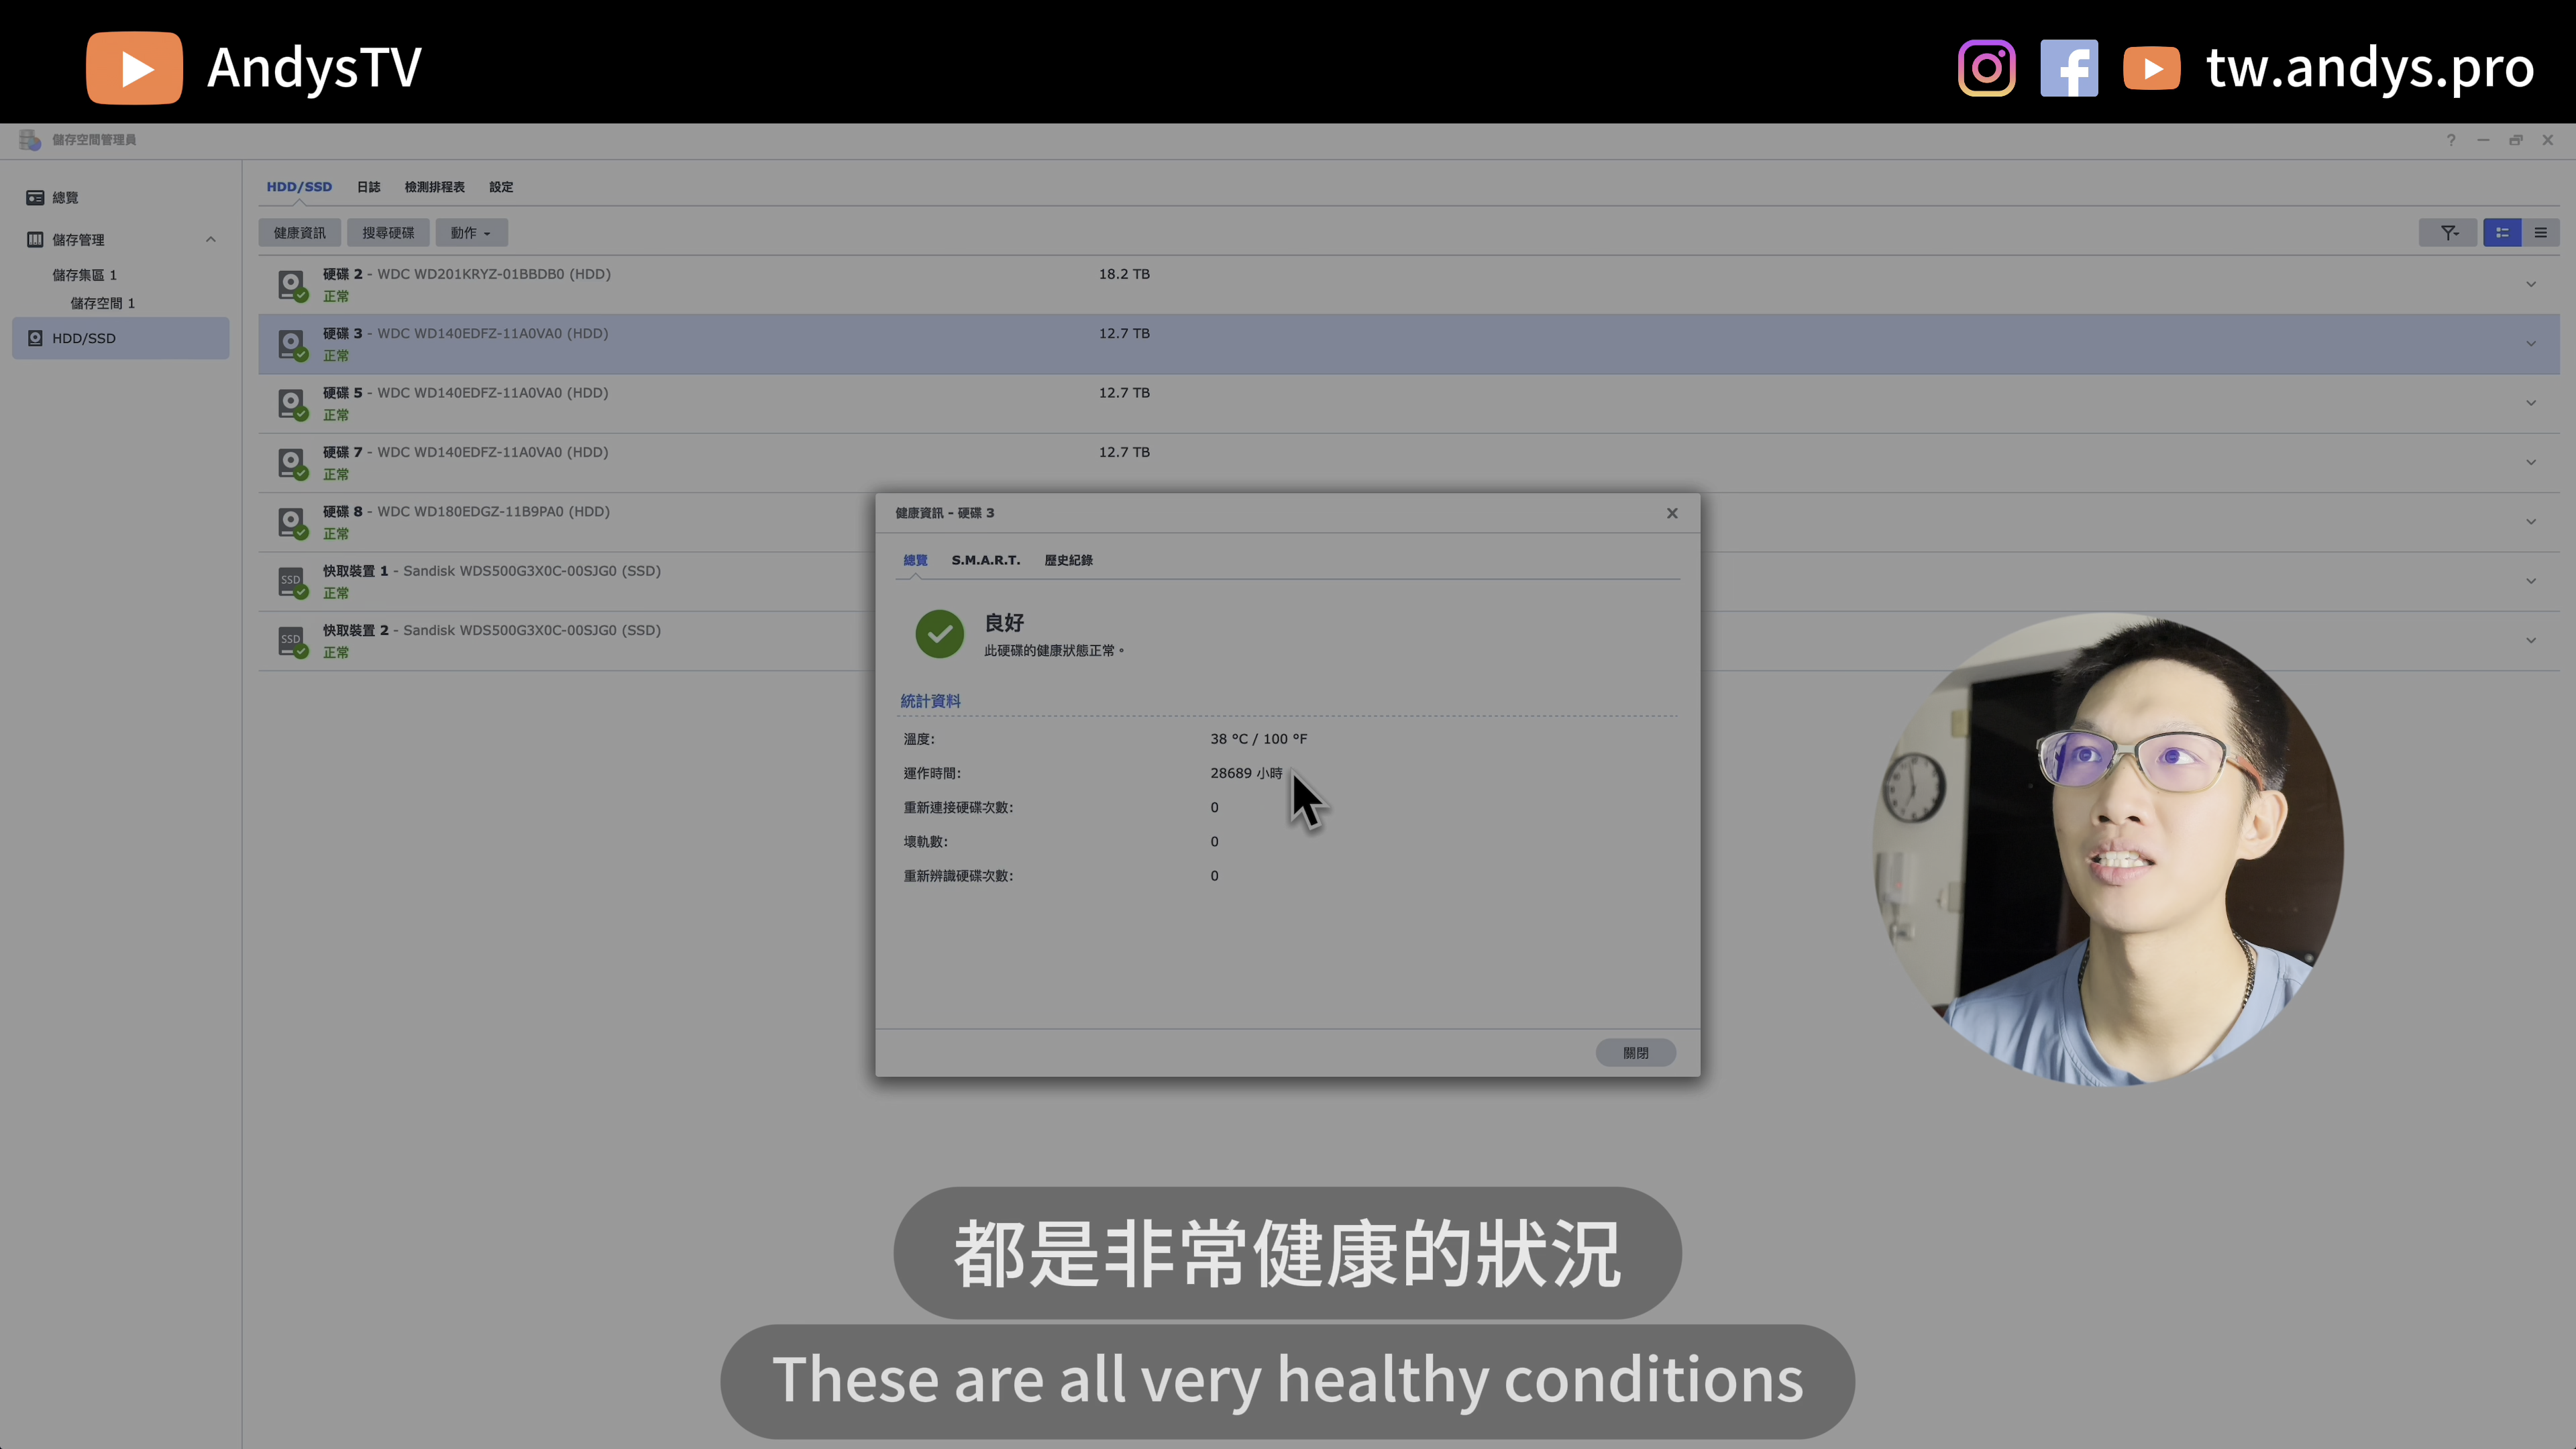 AndysTV
tw.andys.pro
儲存空間管理員
總覽
儲存管理
儲存集區 1
儲存空間 1
HDD/SSD
HDD/SSD 日誌 檢測排程表 設定
健康資訊 搜尋硬碟 動作
硬碟 2 - WDC WD201KRYZ-01BBDB0 (HDD) 18.2 TB
正常
硬碟 3 - WDC WD140EDFZ-11A0VA0 (HDD) 12.7 TB
正常
硬碟 5 - WDC WD140EDFZ-11A0VA0 (HDD) 12.7 TB
正常
硬碟 7 - WDC WD140EDFZ-11A0VA0 (HDD) 12.7 TB
正常
硬碟 8 - WDC WD180EDGZ-11B9PA0 (HDD)
正常
SSD 快取裝置 1 - Sandisk WDS500G3X0C-00SJG0 (SSD)
正常
SSD 快取裝置 2 - Sandisk WDS500G3X0C-00SJG0 (SSD)
正常
健康資訊 - 硬碟 3
總覽 S.M.A.R.T. 歷史紀錄
良好
此硬碟的健康狀態正常。
統計資料
溫度: 38 °C / 100 °F
運作時間: 28689 小時
重新連接硬碟次數: 0
壞軌數: 0
重新辨識硬碟次數: 0
關閉
都是非常健康的狀況
These are all very healthy conditions